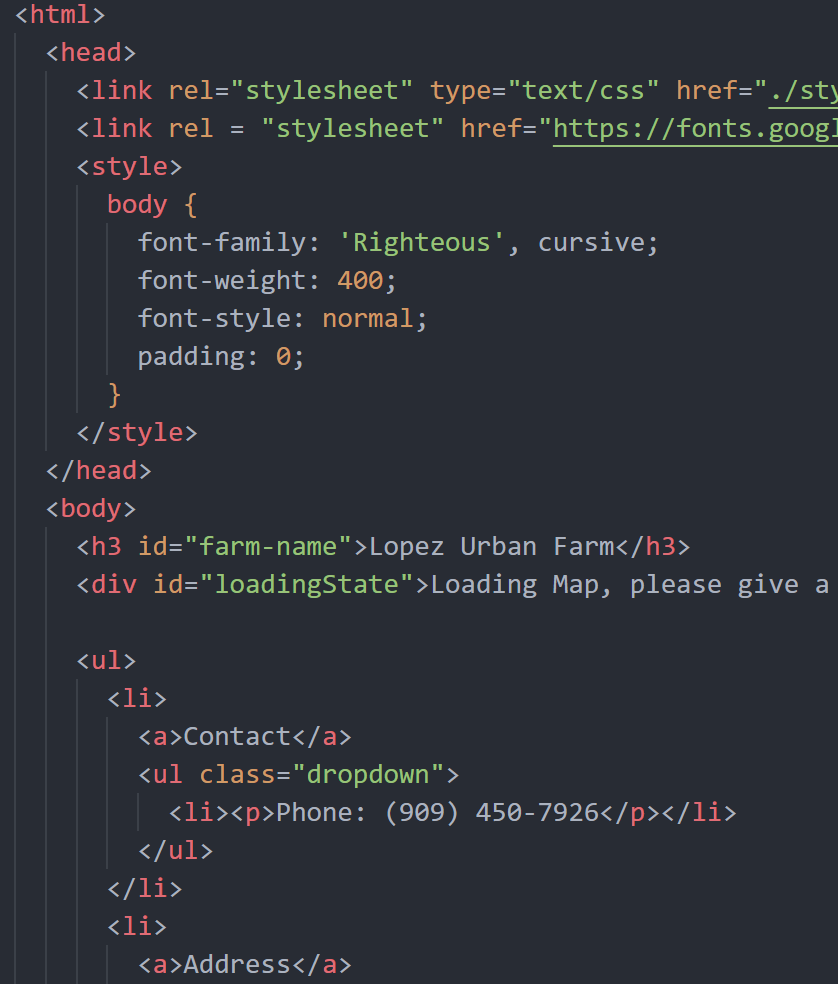 <html>
<head>
<link rel="stylesheet" type="text/css" href="./sty
<link rel = "stylesheet" href="https://fonts.googl
<style>
body {
font-family: 'Righteous', cursive;
font-weight: 400;
font-style: normal;
padding: 0;
}
</style>
</head>
<body>
<h3 id="farm-name">Lopez Urban Farm</h3>
<div id="loadingState">Loading Map, please give a
<ul>
<li>
<a>Contact</a>
<ul class="dropdown">
<li><p>Phone: (909) 450-7926</p></li>
</ul>
</li>
<li>
<a>Address</a>